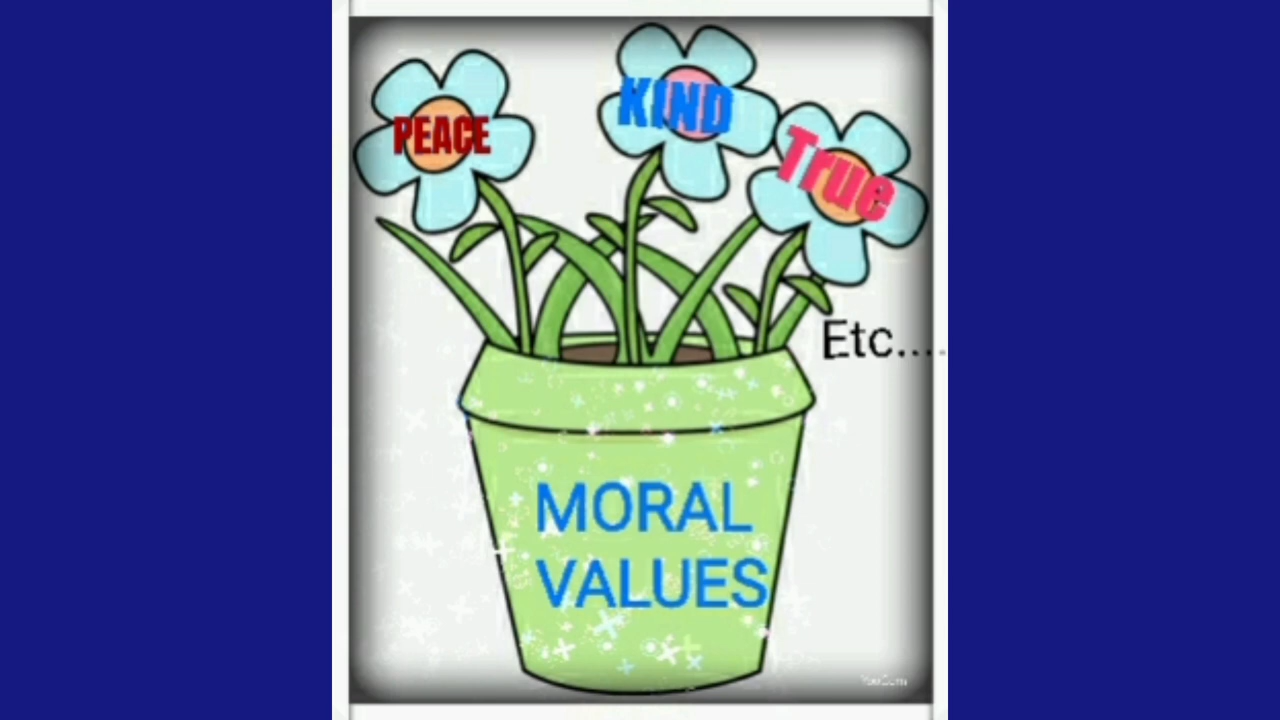 PEACE
KIND
True
Etc....
MORAL
VALUES